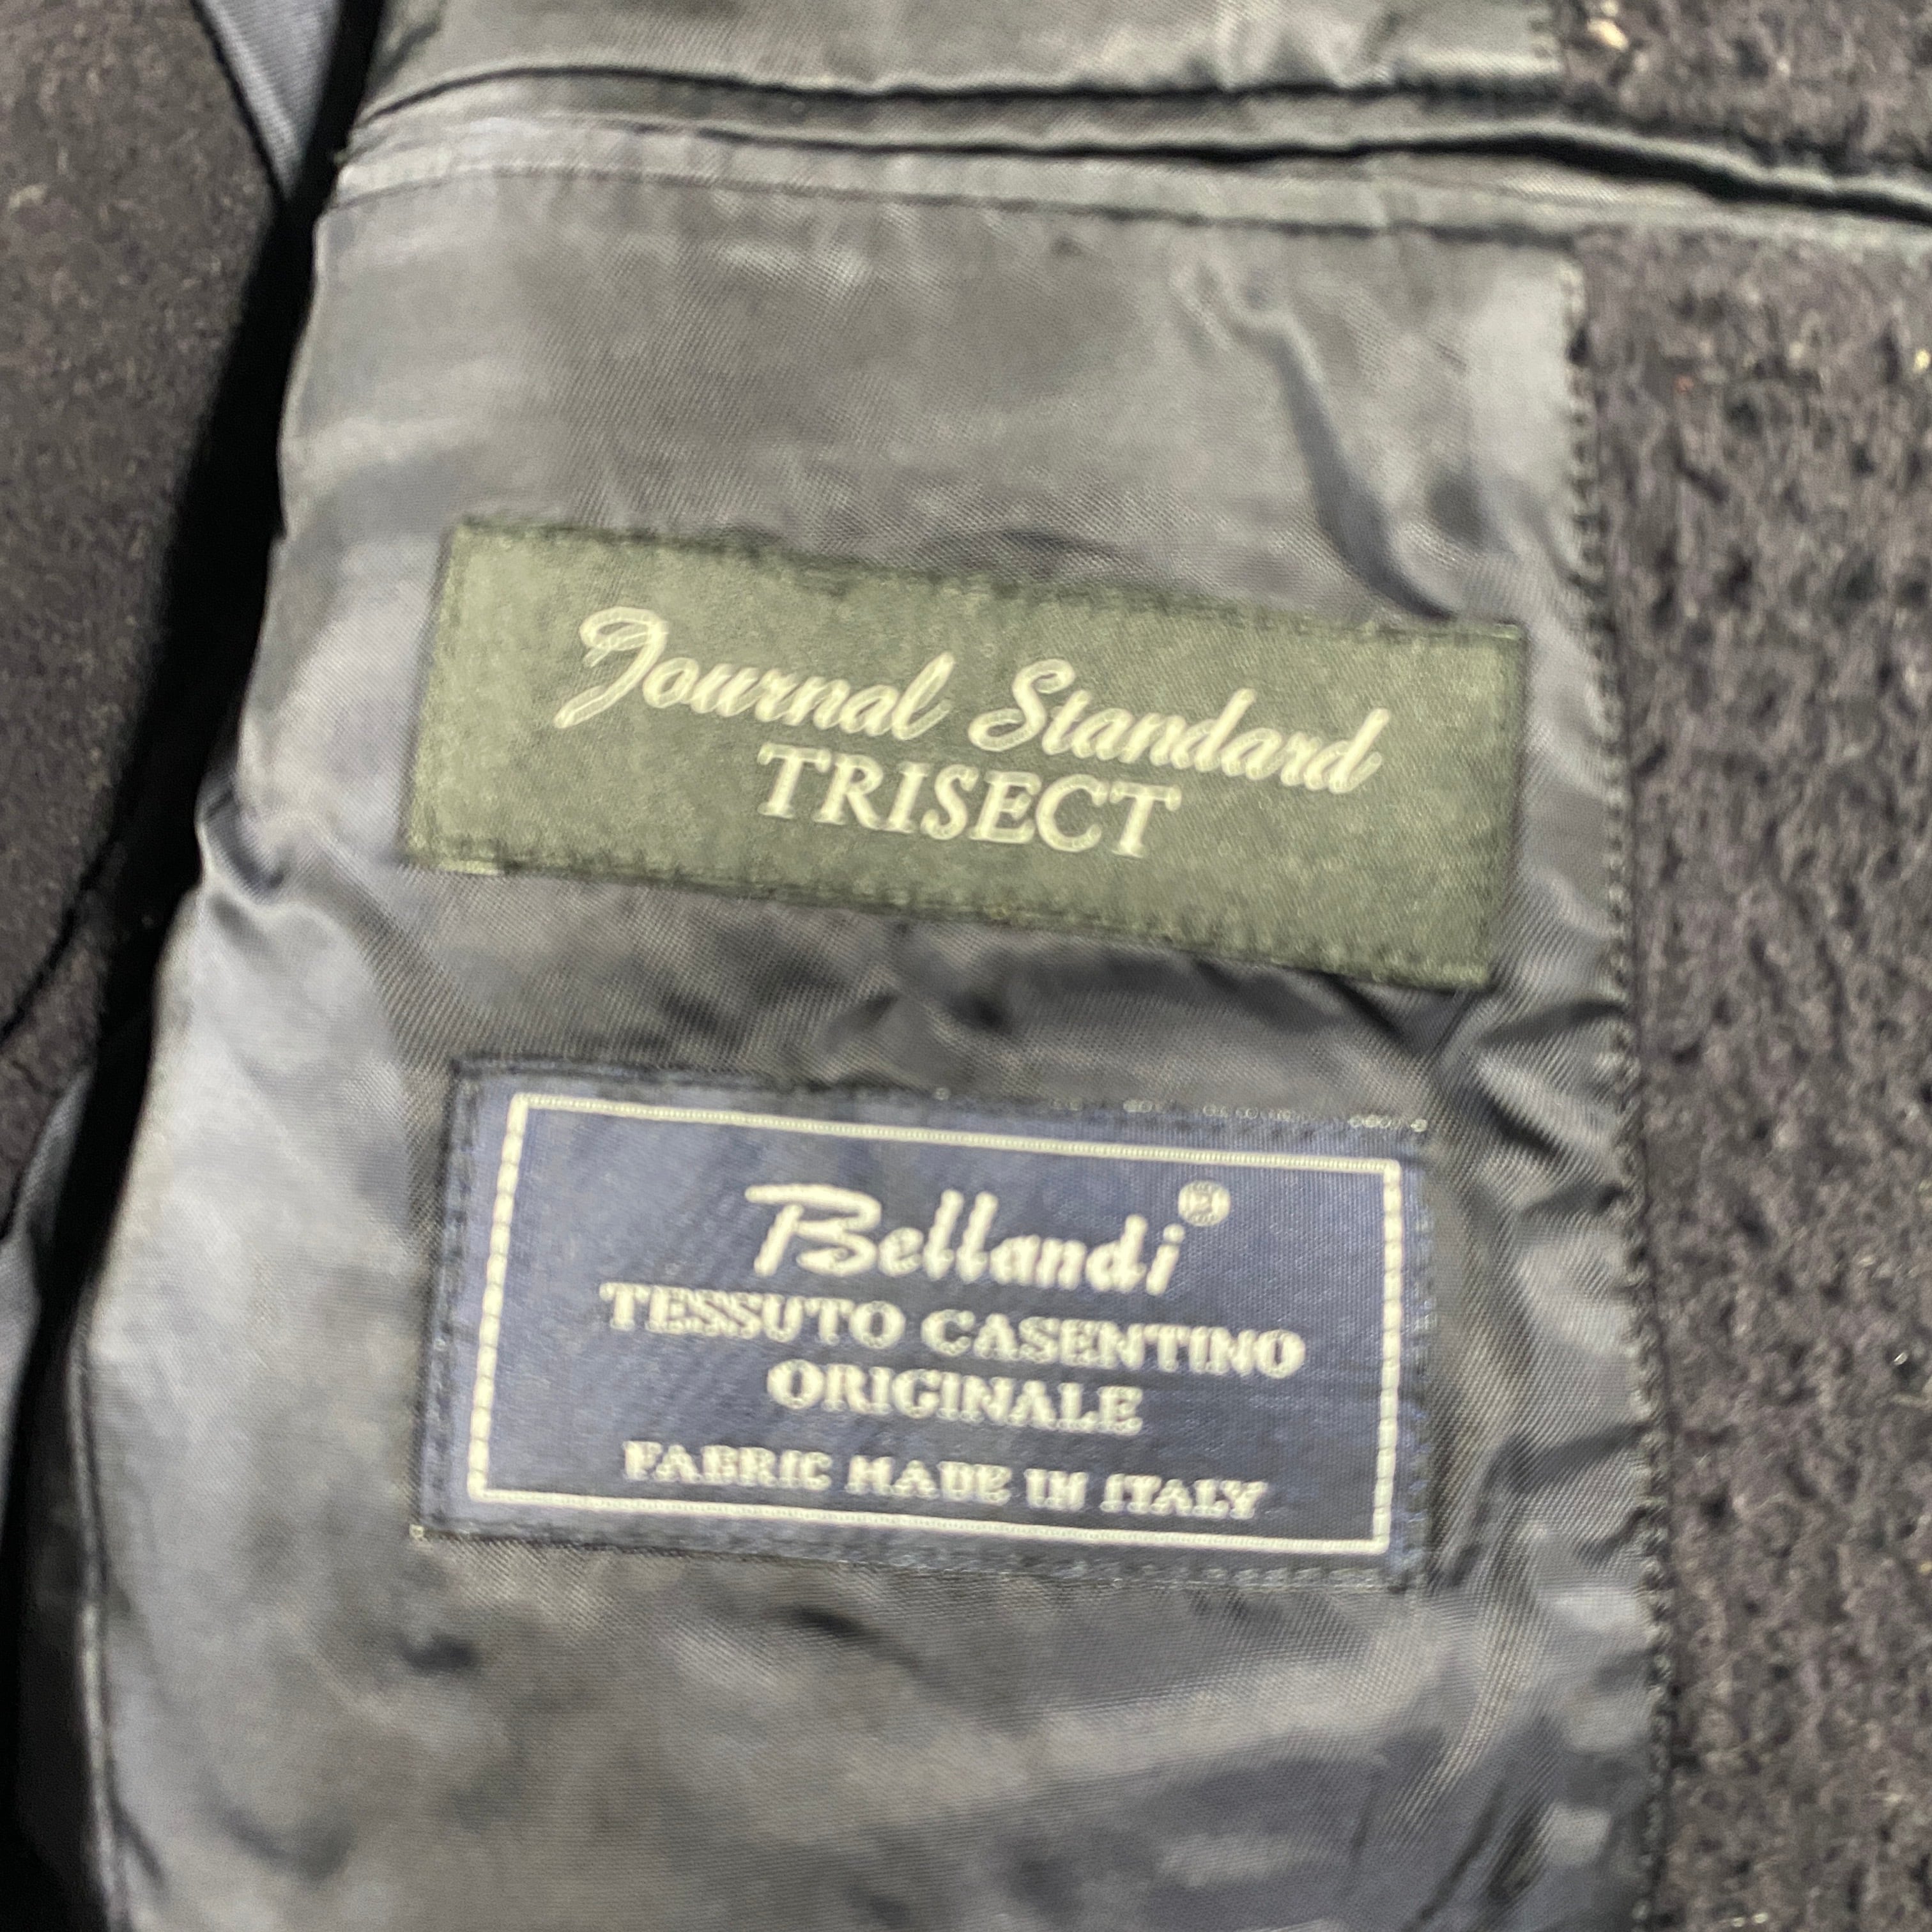 Journal Standard
TRISECT
Bellandi®
TESSUTO CASENTINO
ORIGINALE
FABRIC MADE IN ITALY